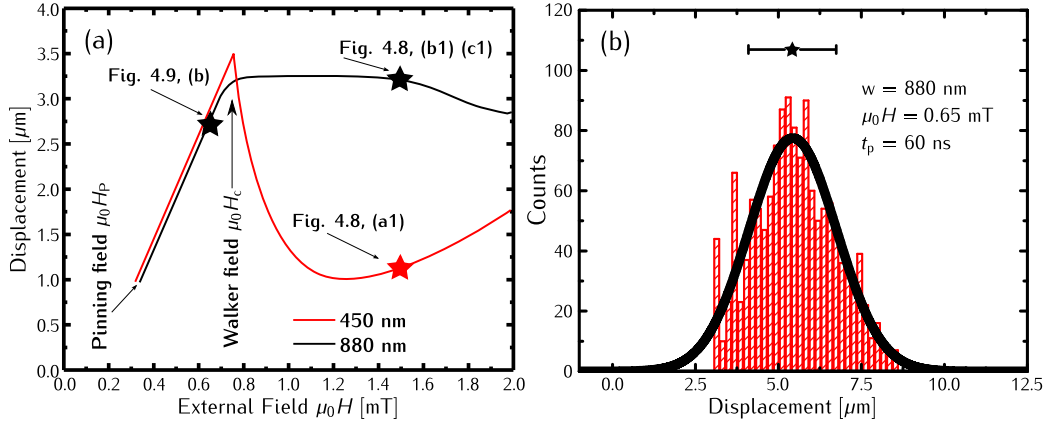 (a)
Fig. 4.8, (b1) (c1)
Fig. 4.9, (b)
Fig. 4.8, (a1)
Pinning field μ₀Hₚ
Walker field μ₀H_c
450 nm
880 nm
Displacement [μm]
4.0
3.5
3.0
2.5
2.0
1.5
1.0
0.5
0.0
0.0 0.2 0.4 0.6 0.8 1.0 1.2 1.4 1.6 1.8 2.0
External Field μ₀H [mT]
(b)
w = 880 nm
μ₀H = 0.65 mT
tₚ = 60 ns
Counts
120
100
80
60
40
20
0
0.0 2.5 5.0 7.5 10.0 12.5
Displacement [μm]